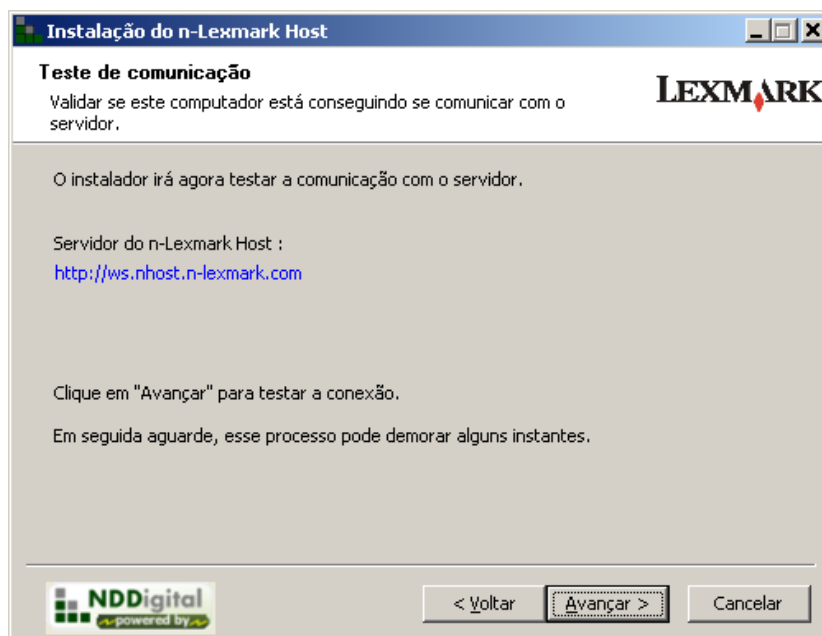 Instalação do n-Lexmark Host
Teste de comunicação
Validar se este computador está conseguindo se comunicar com o
servidor.
LEXMARK
O instalador irá agora testar a comunicação com o servidor.
Servidor do n-Lexmark Host :
http://ws.nhost.n-lexmark.com
Clique em "Avançar" para testar a conexão.
Em seguida aguarde, esse processo pode demorar alguns instantes.
NDDigital
powered by
< Voltar
Avançar >
Cancelar